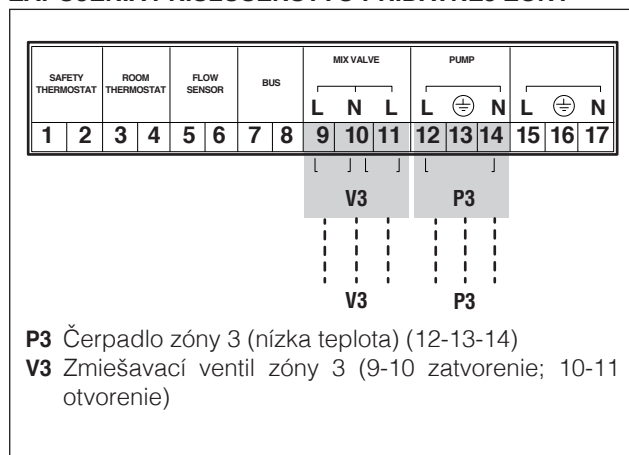 SAFETY THERMOSTAT
ROOM THERMOSTAT
FLOW SENSOR
BUS
MIX VALVE
PUMP
L N L L N L N
1 2 3 4 5 6 7 8 9 10 11 12 13 14 15 16 17
V3 P3
V3 P3
P3 Čerpadlo zóny 3 (nízka teplota) (12-13-14)
V3 Zmiešavací ventil zóny 3 (9-10 zatvorenie; 10-11
otvorenie)